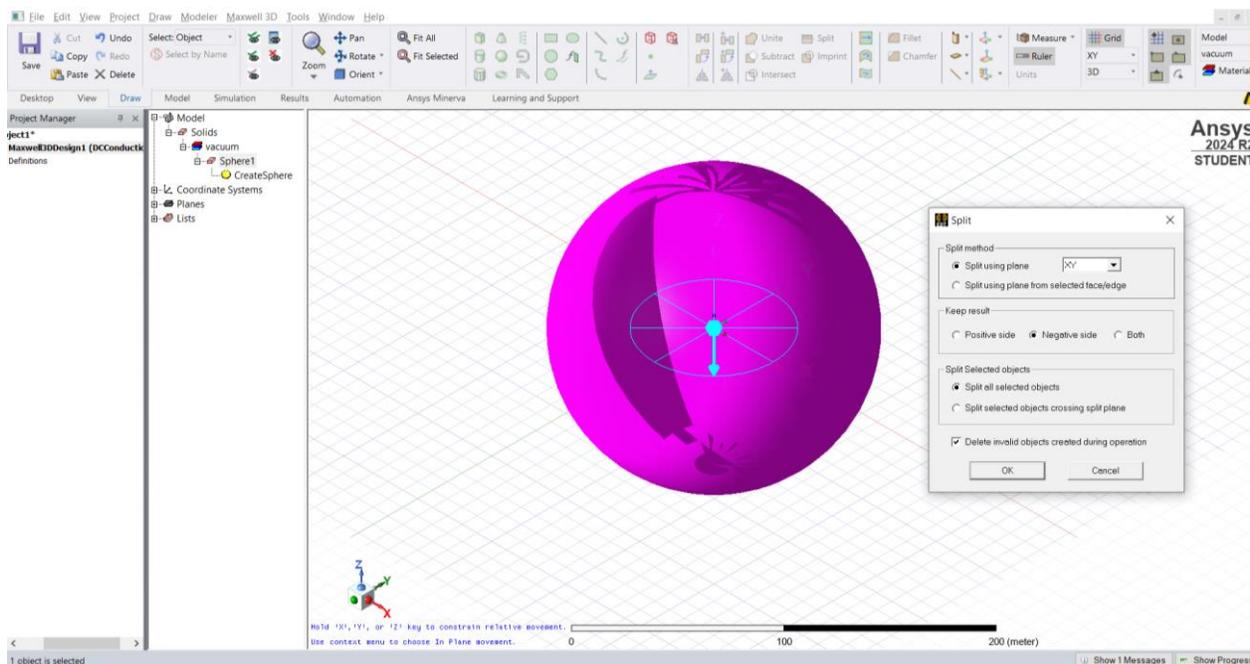 File Edit View Project Draw Modeler Maxwell 3D Tools Window Help
Save
Cut
Copy
Paste
Undo
Redo
Delete
Select: Object
Select by Name
Zoom
Pan
Rotate
Orient
Fit All
Fit Selected
Unite
Subtract
Intersect
Split
Imprint
Fillet
Chamfer
Measure
Ruler
Units
Grid
XY
3D
Model
vacuum
Material
Desktop View Draw Model Simulation Results Automation Ansys Minerva Learning and Support
Project Manager
ject1*
Maxwell3DDesign1 (DCConductic
Definitions
Model
Solids
vacuum
Sphere1
CreateSphere
Coordinate Systems
Planes
Lists
Ansys
2024 R2
STUDENT
Split
Split method
Split using plane XY
Split using plane from selected face/edge
Keep result
Positive side Negative side Both
Split Selected objects
Split all selected objects
Split selected objects crossing split plane
Delete invalid objects created during operation
OK Cancel
Z
Y
X
Hold 'X','Y', or 'Z' key to constrain relative movement.
Use context menu to choose In Plane movement.
0 100 200 (meter)
1 object is selected
Show 1 Messages Show Progress